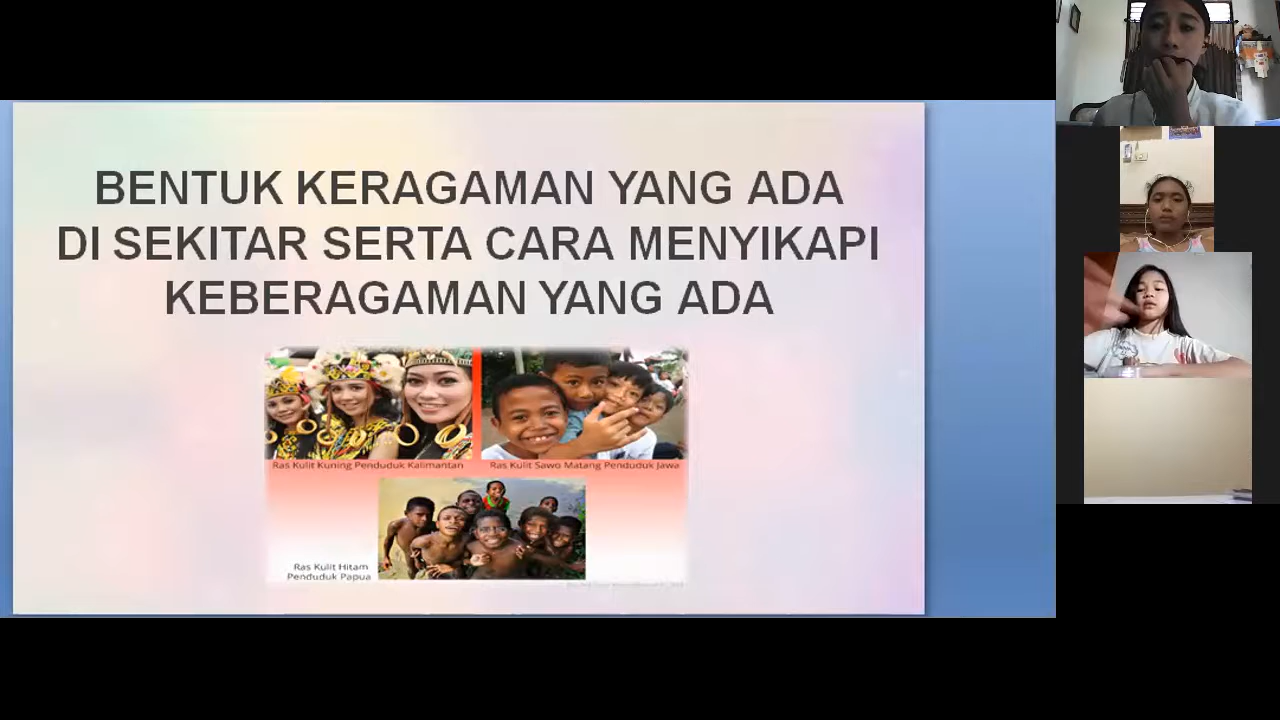 BENTUK KERAGAMAN YANG ADA
DI SEKITAR SERTA CARA MENYIKAPI
KEBERAGAMAN YANG ADA
Ras Kulit Kuning Penduduk Kalimantan
Ras Kulit Sawo Matang Penduduk Jawa
Ras Kulit Hitam
Penduduk Papua